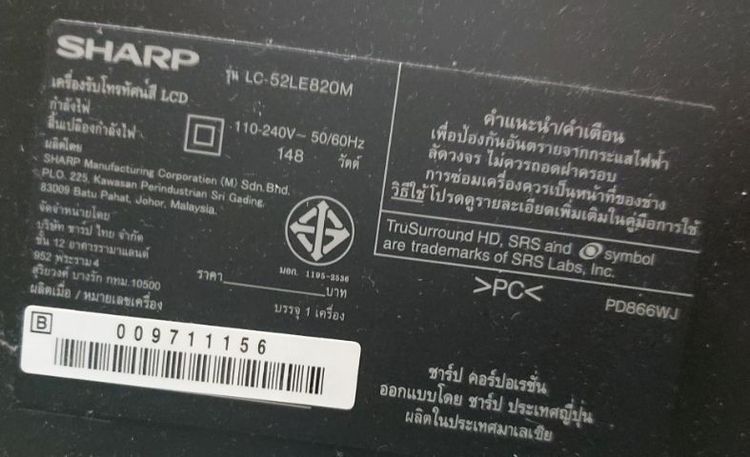 SHARP
รุ่น LC-52LE820M
เครื่องรับโทรทัศน์สี LCD
กำลังไฟ 110-240V~ 50/60Hz
สิ้นเปลืองกำลังไฟ 148 วัตต์
ผลิตโดย
SHARP Manufacturing Corporation (M) Sdn.Bhd.
PLO. 225, Kawasan Perindustrian Sri Gading,
83009 Batu Pahat, Johor, Malaysia.
จัดจำหน่ายโดย
บริษัท ชาร์ป ไทย จำกัด
ชั้น 12 อาคารรามาแลนด์
952 พระราม 4
สุริยวงศ์ บางรัก กทม.10500
ผลิตเมื่อ / หมายเลขเครื่อง
มอก. 1195-2536
ราคา____________บาท
บรรจุ 1 เครื่อง
B 009711156
คำแนะนำ/คำเตือน
เพื่อป้องกันอันตรายจากกระแสไฟฟ้า
ลัดวงจร ไม่ควรถอดฝาครอบ
การซ่อมเครื่องควรเป็นหน้าที่ของช่าง
วิธีใช้ โปรดดูรายละเอียดเพิ่มเติมในคู่มือการใช้
TruSurround HD, SRS and symbol
are trademarks of SRS Labs, Inc.
>PC<
PD866WJ
ชาร์ป คอร์ปอเรชั่น
ออกแบบโดย ชาร์ป ประเทศญี่ปุ่น
ผลิตในประเทศมาเลเซีย